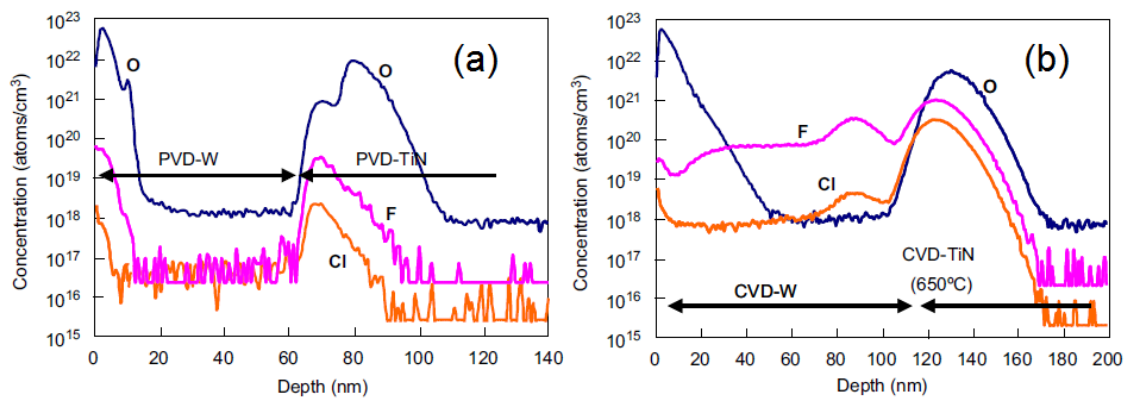 (a)
Concentration (atoms/cm³)
10²³
10²²
10²¹
10²⁰
10¹⁹
10¹⁸
10¹⁷
10¹⁶
10¹⁵
O
O
PVD-W
PVD-TiN
F
Cl
0 20 40 60 80 100 120 140
Depth (nm)
(b)
Concentration (atoms/cm³)
10²³
10²²
10²¹
10²⁰
10¹⁹
10¹⁸
10¹⁷
10¹⁶
10¹⁵
O
F
Cl
CVD-TiN
(650ºC)
CVD-W
0 20 40 60 80 100 120 140 160 180 200
Depth (nm)